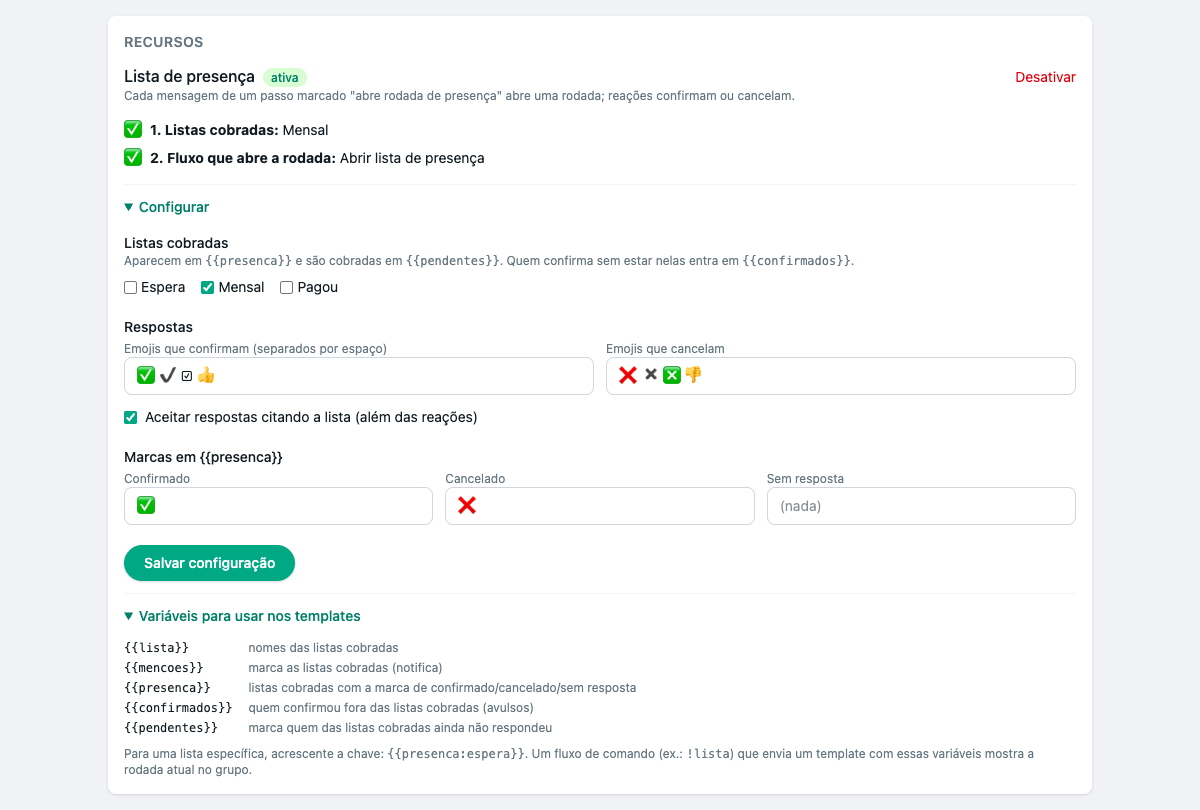 RECURSOS
Lista de presença ativa
Desativar
Cada mensagem de um passo marcado "abre rodada de presença" abre uma rodada; reações confirmam ou cancelam.
✅ 1. Listas cobradas: Mensal
✅ 2. Fluxo que abre a rodada: Abrir lista de presença
▼ Configurar
Listas cobradas
Aparecem em {{presenca}} e são cobradas em {{pendentes}}. Quem confirma sem estar nelas entra em {{confirmados}}.
Espera Mensal Pagou
Respostas
Emojis que confirmam (separados por espaço)
✅ ✔ ☑ 👍
Emojis que cancelam
❌ ✖ ❎ 👎
Aceitar respostas citando a lista (além das reações)
Marcas em {{presenca}}
Confirmado
✅
Cancelado
❌
Sem resposta
(nada)
Salvar configuração
▼ Variáveis para usar nos templates
{{lista}} nomes das listas cobradas
{{mencoes}} marca as listas cobradas (notifica)
{{presenca}} listas cobradas com a marca de confirmado/cancelado/sem resposta
{{confirmados}} quem confirmou fora das listas cobradas (avulsos)
{{pendentes}} marca quem das listas cobradas ainda não respondeu
Para uma lista específica, acrescente a chave: {{presenca:espera}}. Um fluxo de comando (ex.: !lista) que envia um template com essas variáveis mostra a
rodada atual no grupo.